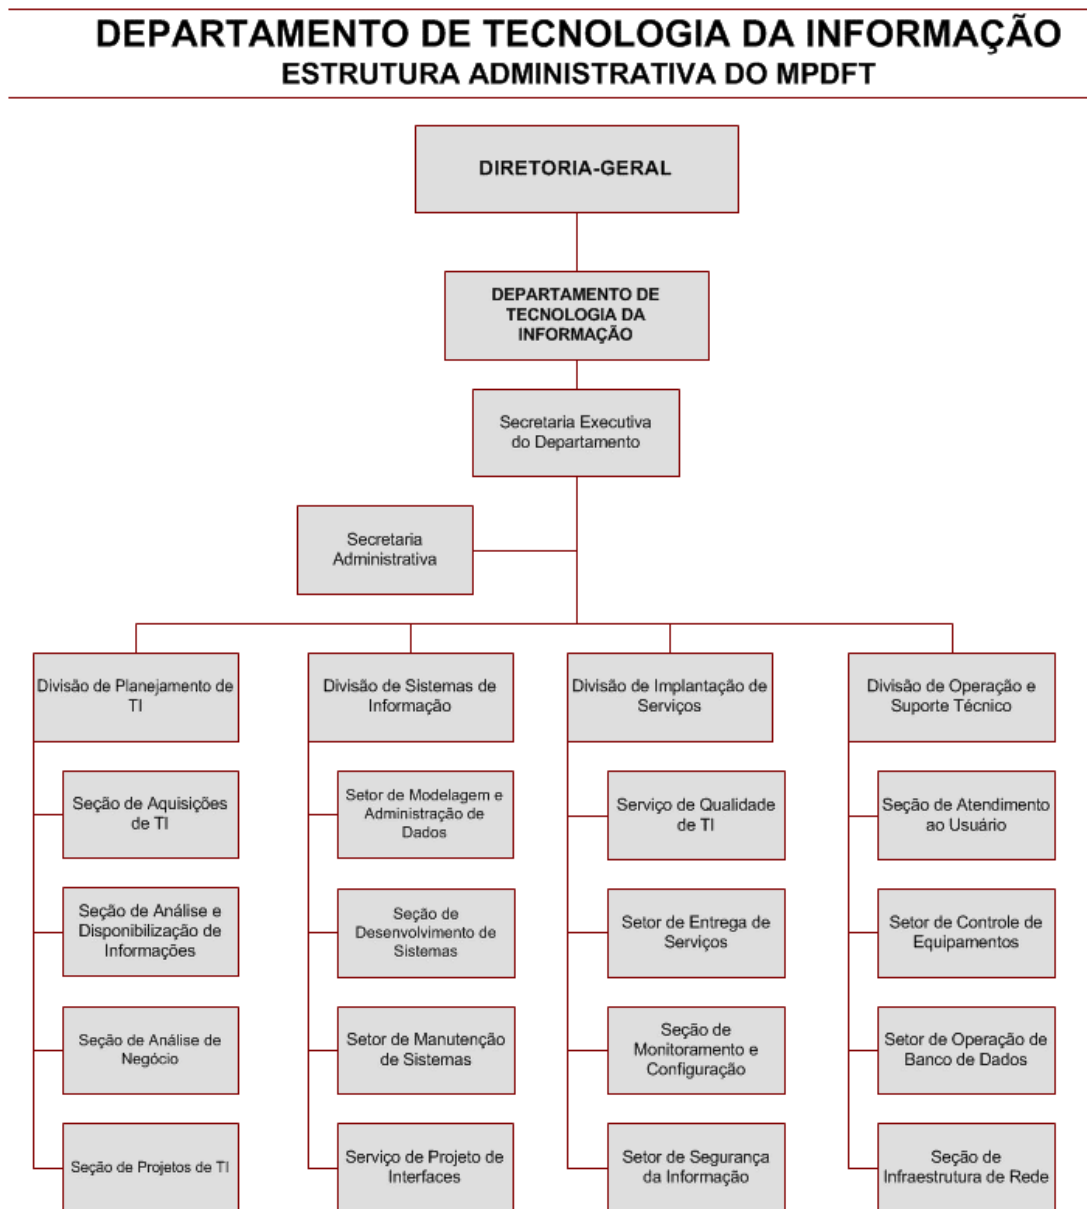 DEPARTAMENTO DE TECNOLOGIA DA INFORMAÇÃO
ESTRUTURA ADMINISTRATIVA DO MPDFT
DIRETORIA-GERAL
DEPARTAMENTO DE
TECNOLOGIA DA
INFORMAÇÃO
Secretaria Executiva
do Departamento
Secretaria
Administrativa
Divisão de Planejamento de
TI
Seção de Aquisições
de TI
Seção de Análise e
Disponibilização de
Informações
Seção de Análise de
Negócio
Seção de Projetos de TI
Divisão de Sistemas de
Informação
Setor de Modelagem e
Administração de
Dados
Seção de
Desenvolvimento de
Sistemas
Setor de Manutenção
de Sistemas
Serviço de Projeto de
Interfaces
Divisão de Implantação de
Serviços
Serviço de Qualidade
de TI
Setor de Entrega de
Serviços
Seção de
Monitoramento e
Configuração
Setor de Segurança
da Informação
Divisão de Operação e
Suporte Técnico
Seção de Atendimento
ao Usuário
Setor de Controle de
Equipamentos
Setor de Operação de
Banco de Dados
Seção de
Infraestrutura de Rede